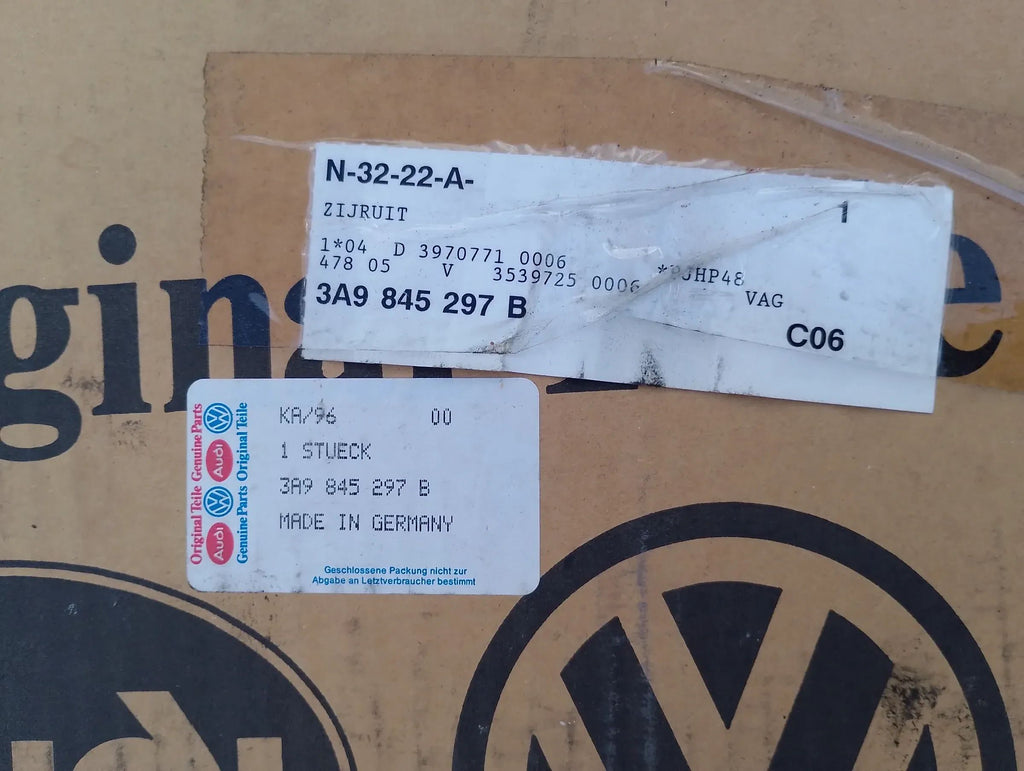 N-32-22-A-
ZIJRUIT
1
1*04 D 3970771 0006
478 05 V 3539725 0006
VAG
3A9 845 297 B
C06
KA/96 00
1 STUECK
3A9 845 297 B
MADE IN GERMANY
Geschlossene Packung nicht zur
Abgabe an Letztverbraucher bestimmt
Original Teile Genuine Parts
Audi Audi
Genuine Parts Original Teile